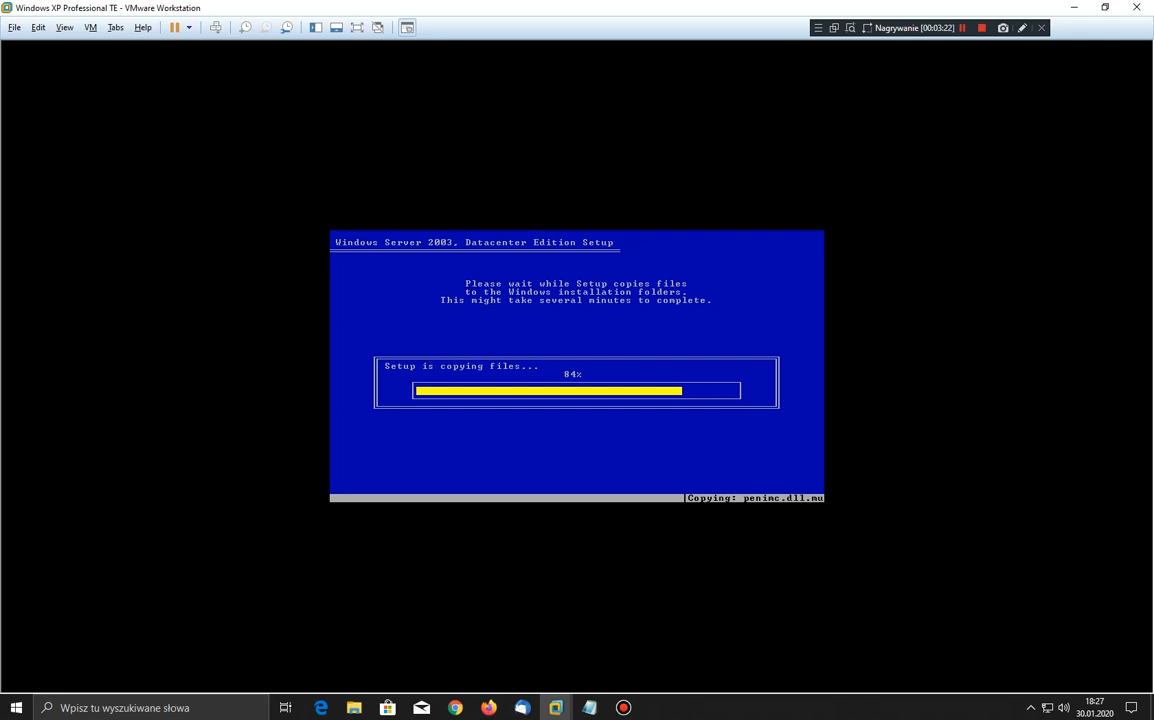 Windows XP Professional TE - VMware Workstation
File Edit View VM Tabs Help
Nagrywanie [00:03:22]
Windows Server 2003, Datacenter Edition Setup
Please wait while Setup copies files
to the Windows installation folders.
This might take several minutes to complete.
Setup is copying files...
84%
Copying: penimc.dll.mu
Wpisz tu wyszukiwane słowa
18:27
30.01.2020